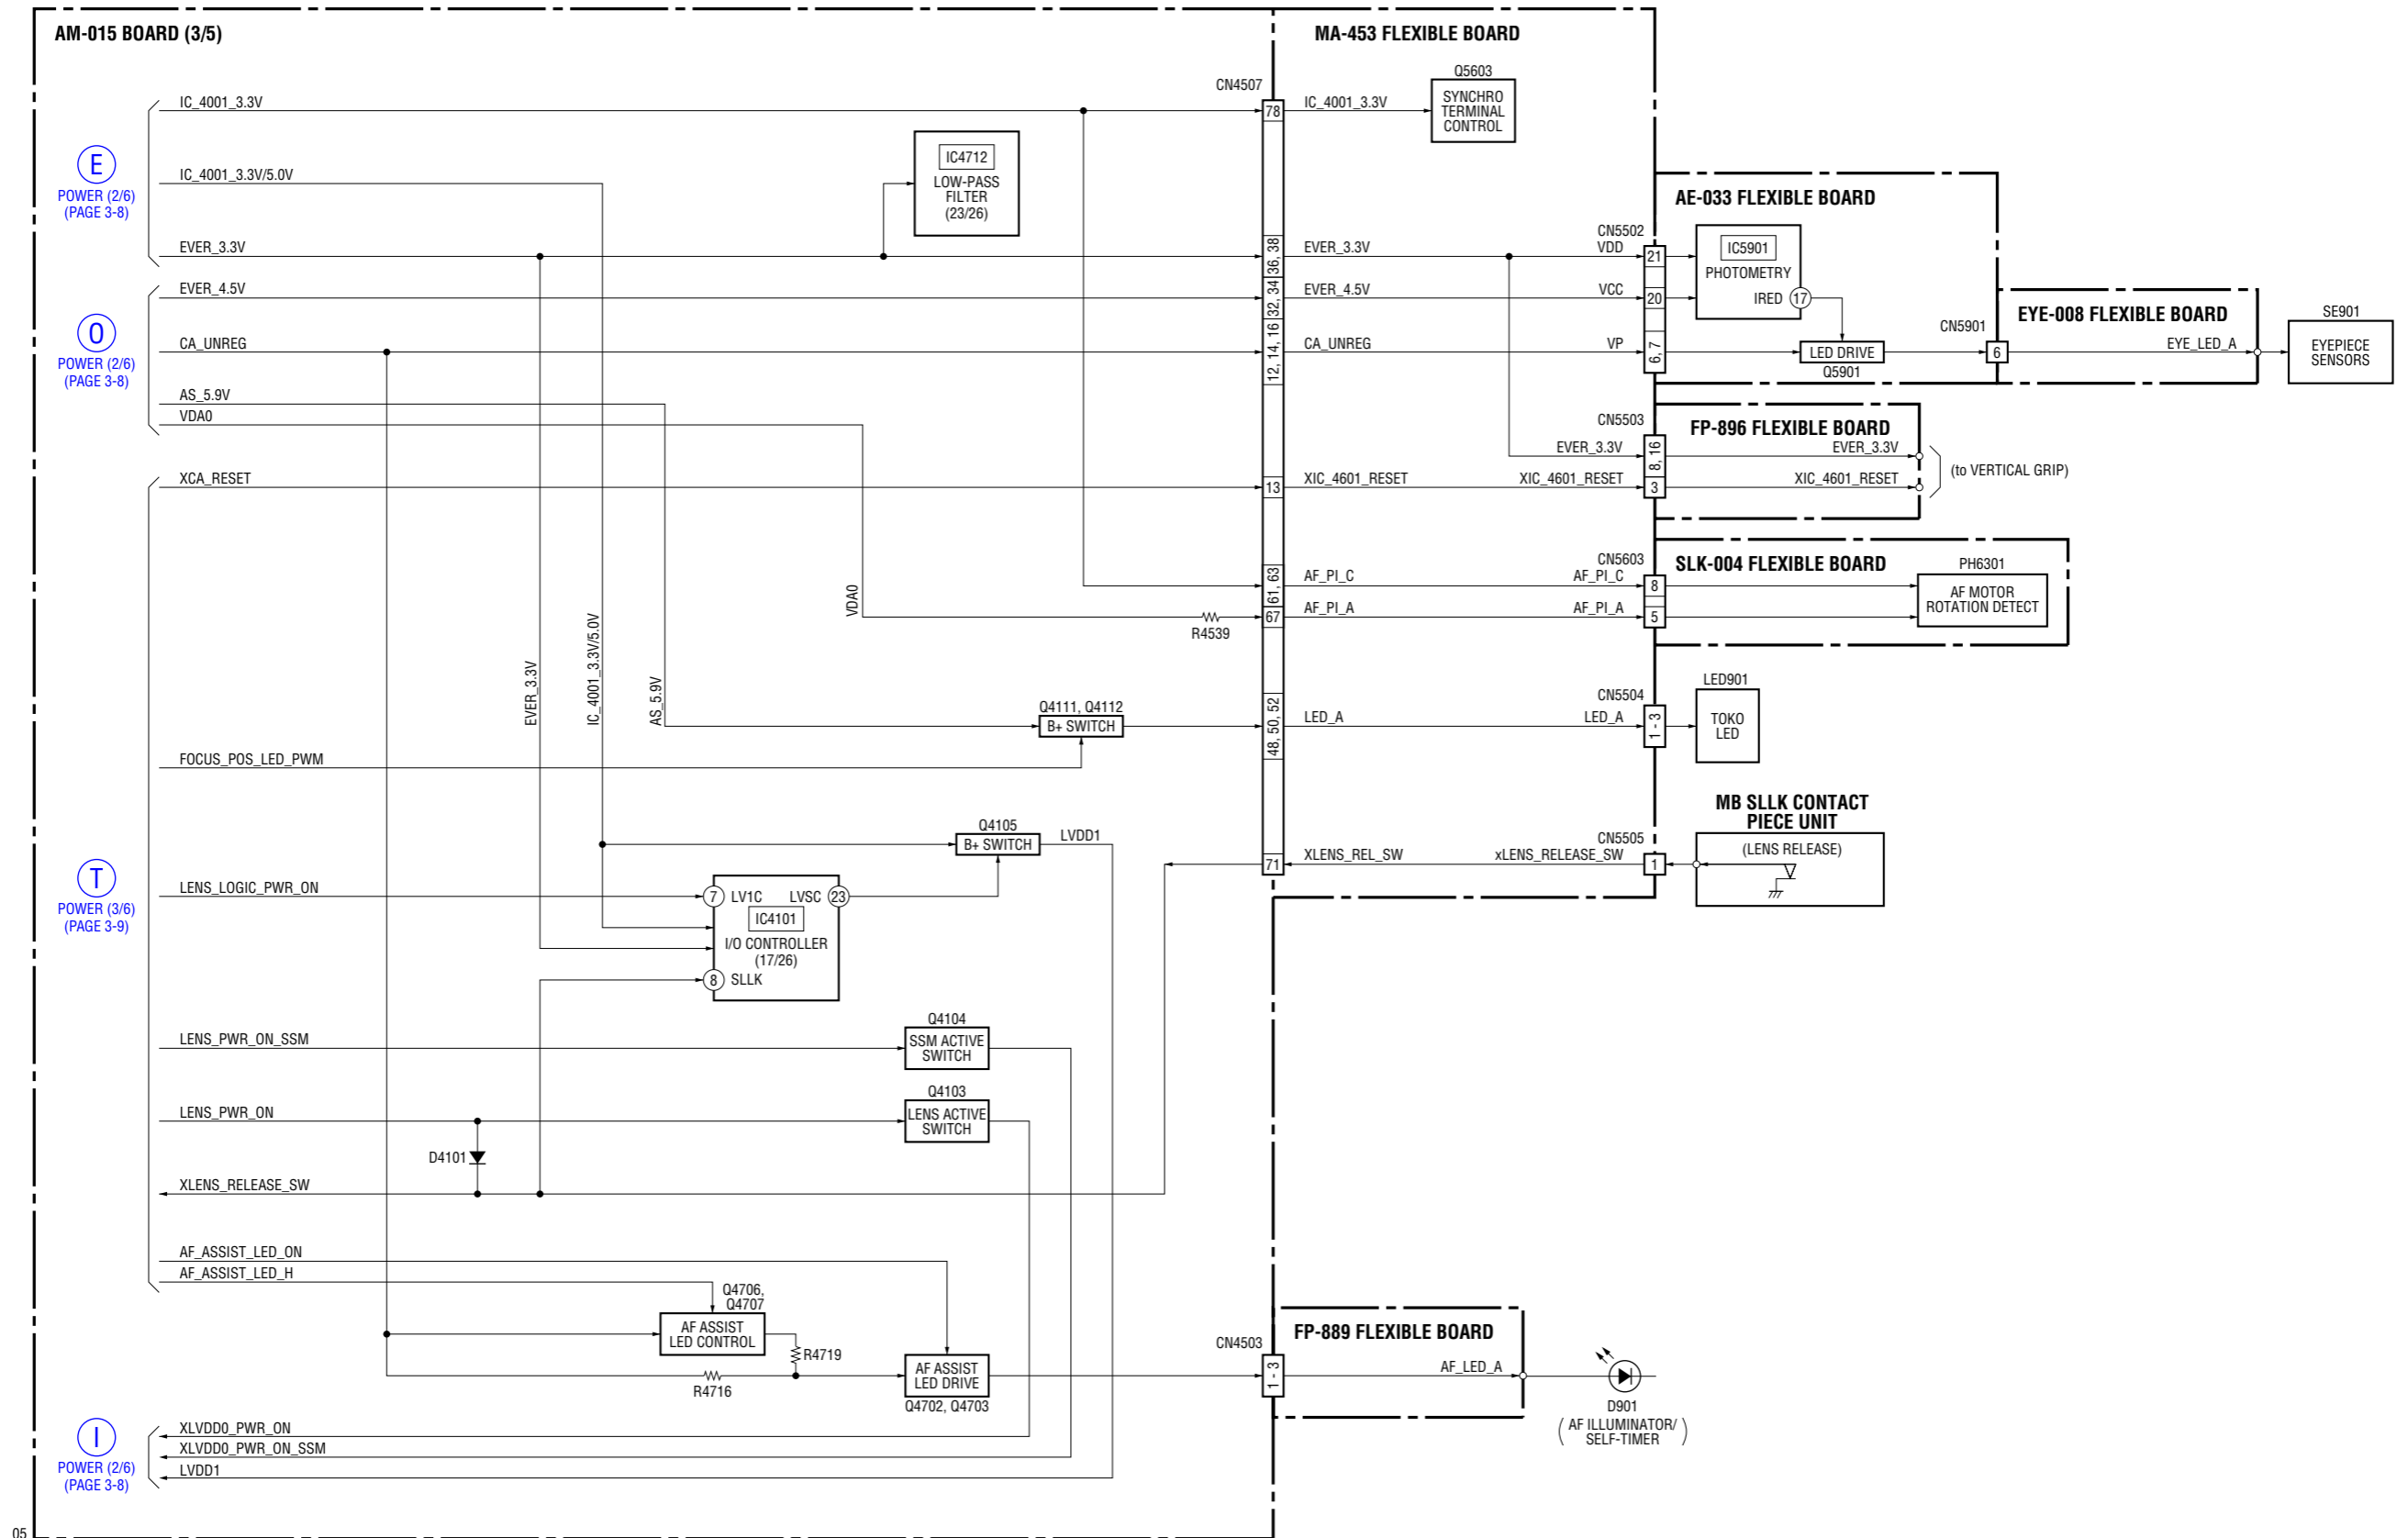 AM-015 BOARD (3/5)
MA-453 FLEXIBLE BOARD
CN4507
Q5603
SYNCHRO
TERMINAL
CONTROL
IC_4001_3.3V
78
IC_4001_3.3V
E
POWER (2/6)
(PAGE 3-8)
IC_4001_3.3V/5.0V
IC4712
LOW-PASS
FILTER
(23/26)
EVER_3.3V
36, 38
EVER_3.3V
AE-033 FLEXIBLE BOARD
CN5502
VDD
21
IC5901
PHOTOMETRY
IRED
17
EVER_4.5V
32, 34
EVER_4.5V
VCC
20
O
POWER (2/6)
(PAGE 3-8)
CA_UNREG
12, 14, 16
CA_UNREG
VP
6, 7
LED DRIVE
Q5901
CN5901
6
EYE-008 FLEXIBLE BOARD
EYE_LED_A
SE901
EYEPIECE
SENSORS
AS_5.9V
VDA0
CN5503
FP-896 FLEXIBLE BOARD
EVER_3.3V
8, 16
EVER_3.3V
XCA_RESET
13
XIC_4601_RESET
XIC_4601_RESET
3
XIC_4601_RESET
(to VERTICAL GRIP)
CN5603
SLK-004 FLEXIBLE BOARD
PH6301
AF MOTOR
ROTATION DETECT
61, 63
AF_PI_C
AF_PI_C
8
VDA0
R4539
67
AF_PI_A
AF_PI_A
5
EVER_3.3V
IC_4001_3.3V/5.0V
AS_5.9V
Q4111, Q4112
B+ SWITCH
48, 50, 52
LED_A
CN5504
LED_A
1 - 3
LED901
TOKO
LED
FOCUS_POS_LED_PWM
MB SLLK CONTACT
PIECE UNIT
(LENS RELEASE)
Q4105
B+ SWITCH
LVDD1
71
XLENS_REL_SW
CN5505
xLENS_RELEASE_SW
1
T
POWER (3/6)
(PAGE 3-9)
LENS_LOGIC_PWR_ON
7
LV1C
LVSC
23
IC4101
I/O CONTROLLER
(17/26)
8
SLLK
LENS_PWR_ON_SSM
Q4104
SSM ACTIVE
SWITCH
LENS_PWR_ON
Q4103
LENS ACTIVE
SWITCH
D4101
XLENS_RELEASE_SW
AF_ASSIST_LED_ON
AF_ASSIST_LED_H
Q4706,
Q4707
AF ASSIST
LED CONTROL
R4719
R4716
AF ASSIST
LED DRIVE
Q4702, Q4703
CN4503
1 - 3
FP-889 FLEXIBLE BOARD
AF_LED_A
D901
AF ILLUMINATOR/
SELF-TIMER
I
POWER (2/6)
(PAGE 3-8)
XLVDD0_PWR_ON
XLVDD0_PWR_ON_SSM
LVDD1
05